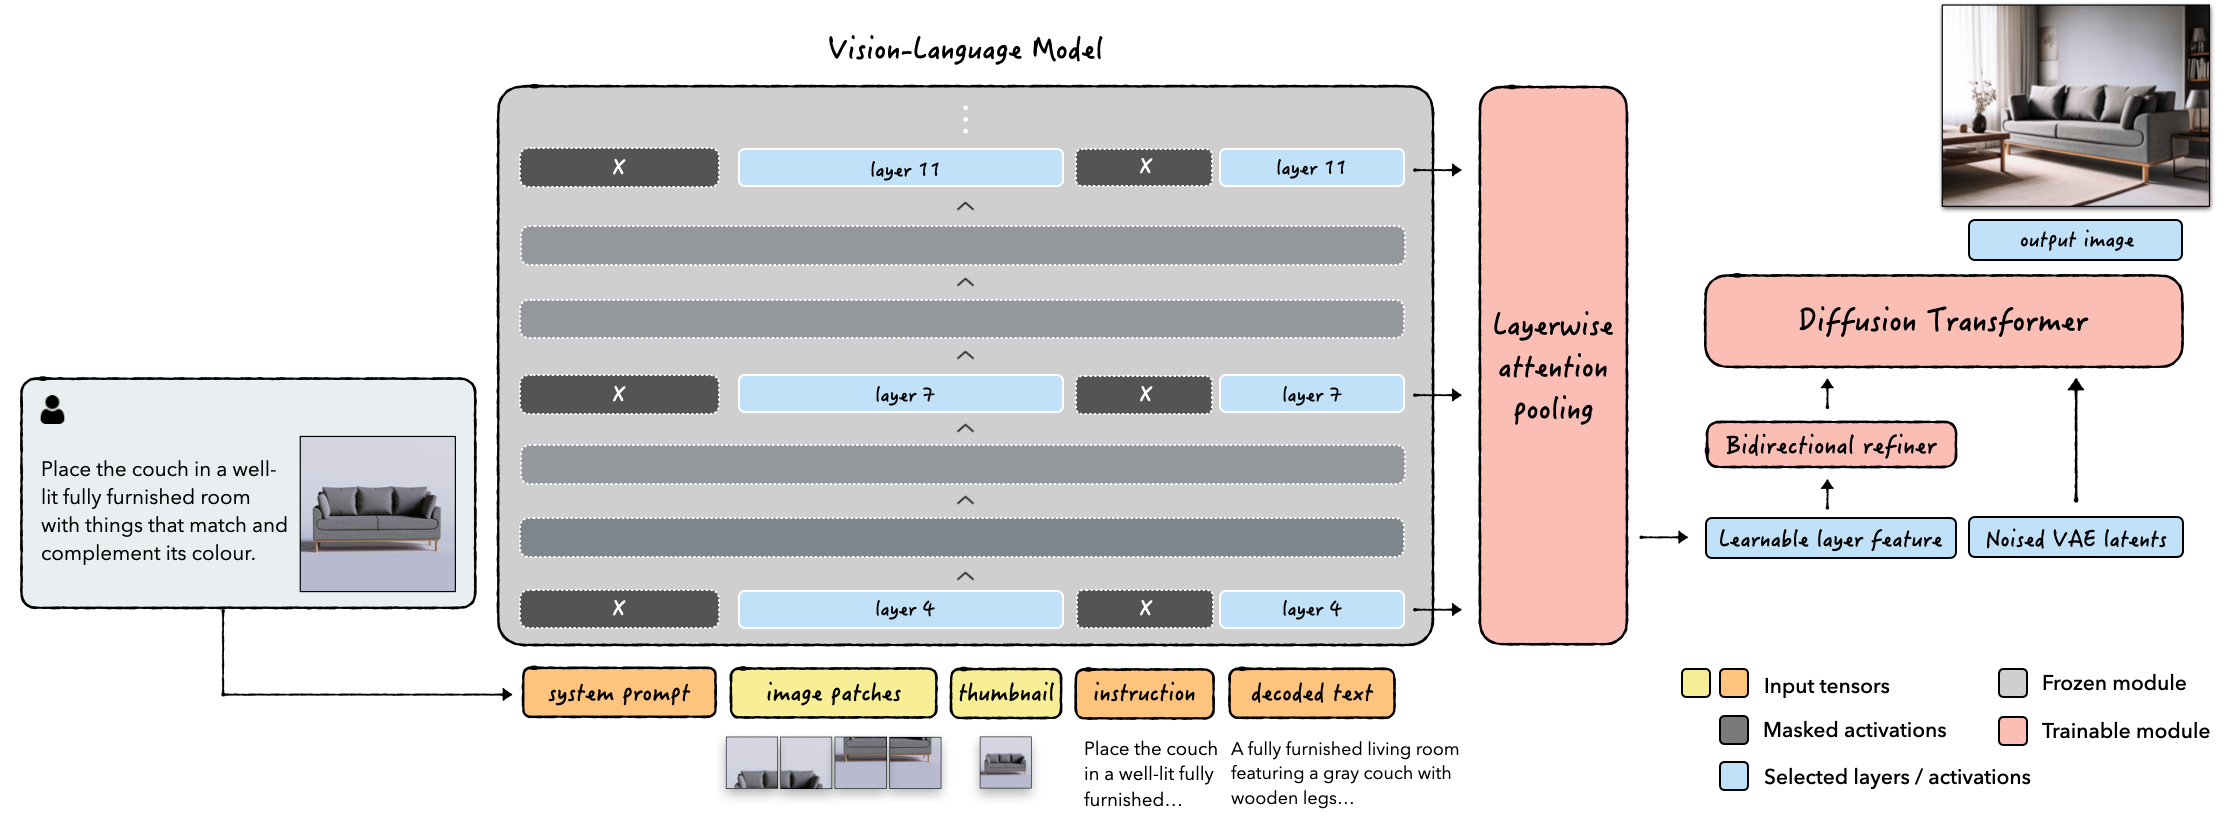 Vision-Language Model
X
layer 11
X
layer 11
X
layer 7
X
layer 7
X
layer 4
X
layer 4
Place the couch in a well-
lit fully furnished room
with things that match and
complement its colour.
system prompt
image patches
thumbnail
instruction
decoded text
Place the couch
in a well-lit fully
furnished...
A fully furnished living room
featuring a gray couch with
wooden legs...
Layerwise
attention
pooling
output image
Diffusion Transformer
Bidirectional refiner
Learnable layer feature
Noised VAE latents
Input tensors
Masked activations
Selected layers / activations
Frozen module
Trainable module